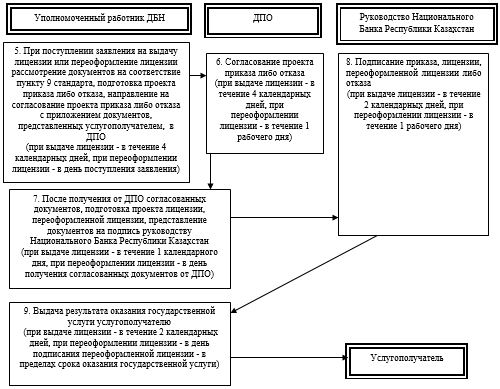 Уполномоченный работник ДБН
ДПО
Руководство Национального
Банка Республики Казахстан
5. При поступлении заявления на выдачу
лицензии или переоформление лицензии
рассмотрение документов на соответствие
пункту 9 стандарта, подготовка проекта
приказа либо отказа, направление на
согласование проекта приказа либо отказа
с приложением документов,
представленных услугополучателем, в
ДПО
(при выдаче лицензии - в течение 4
календарных дней, при переоформлении
лицензии - в день поступления заявления)
6. Согласование проекта
приказа либо отказа
(при выдаче лицензии - в
течение 4 календарных
дней, при
переоформлении
лицензии - в течение 1
рабочего дня)
8. Подписание приказа, лицензии,
переоформленной лицензии либо
отказа
(при выдаче лицензии - в течение
2 календарных дней, при
переоформлении лицензии - в
течение 1 рабочего дня)
7. После получения от ДПО согласованных
документов, подготовка проекта лицензии,
переоформленной лицензии, представление
документов на подпись руководству
Национального Банка Республики Казахстан
(при выдаче лицензии - в течение 1 календарного
дня, при переоформлении лицензии - в день
получения согласованных документов от ДПО)
9. Выдача результата оказания государственной
услуги услугополучателю
(при выдаче лицензии - в течение 2 календарных
дней, при переоформлении лицензии - в день
подписания переоформленной лицензии - в
пределах срока оказания государственной услуги)
Услугополучатель